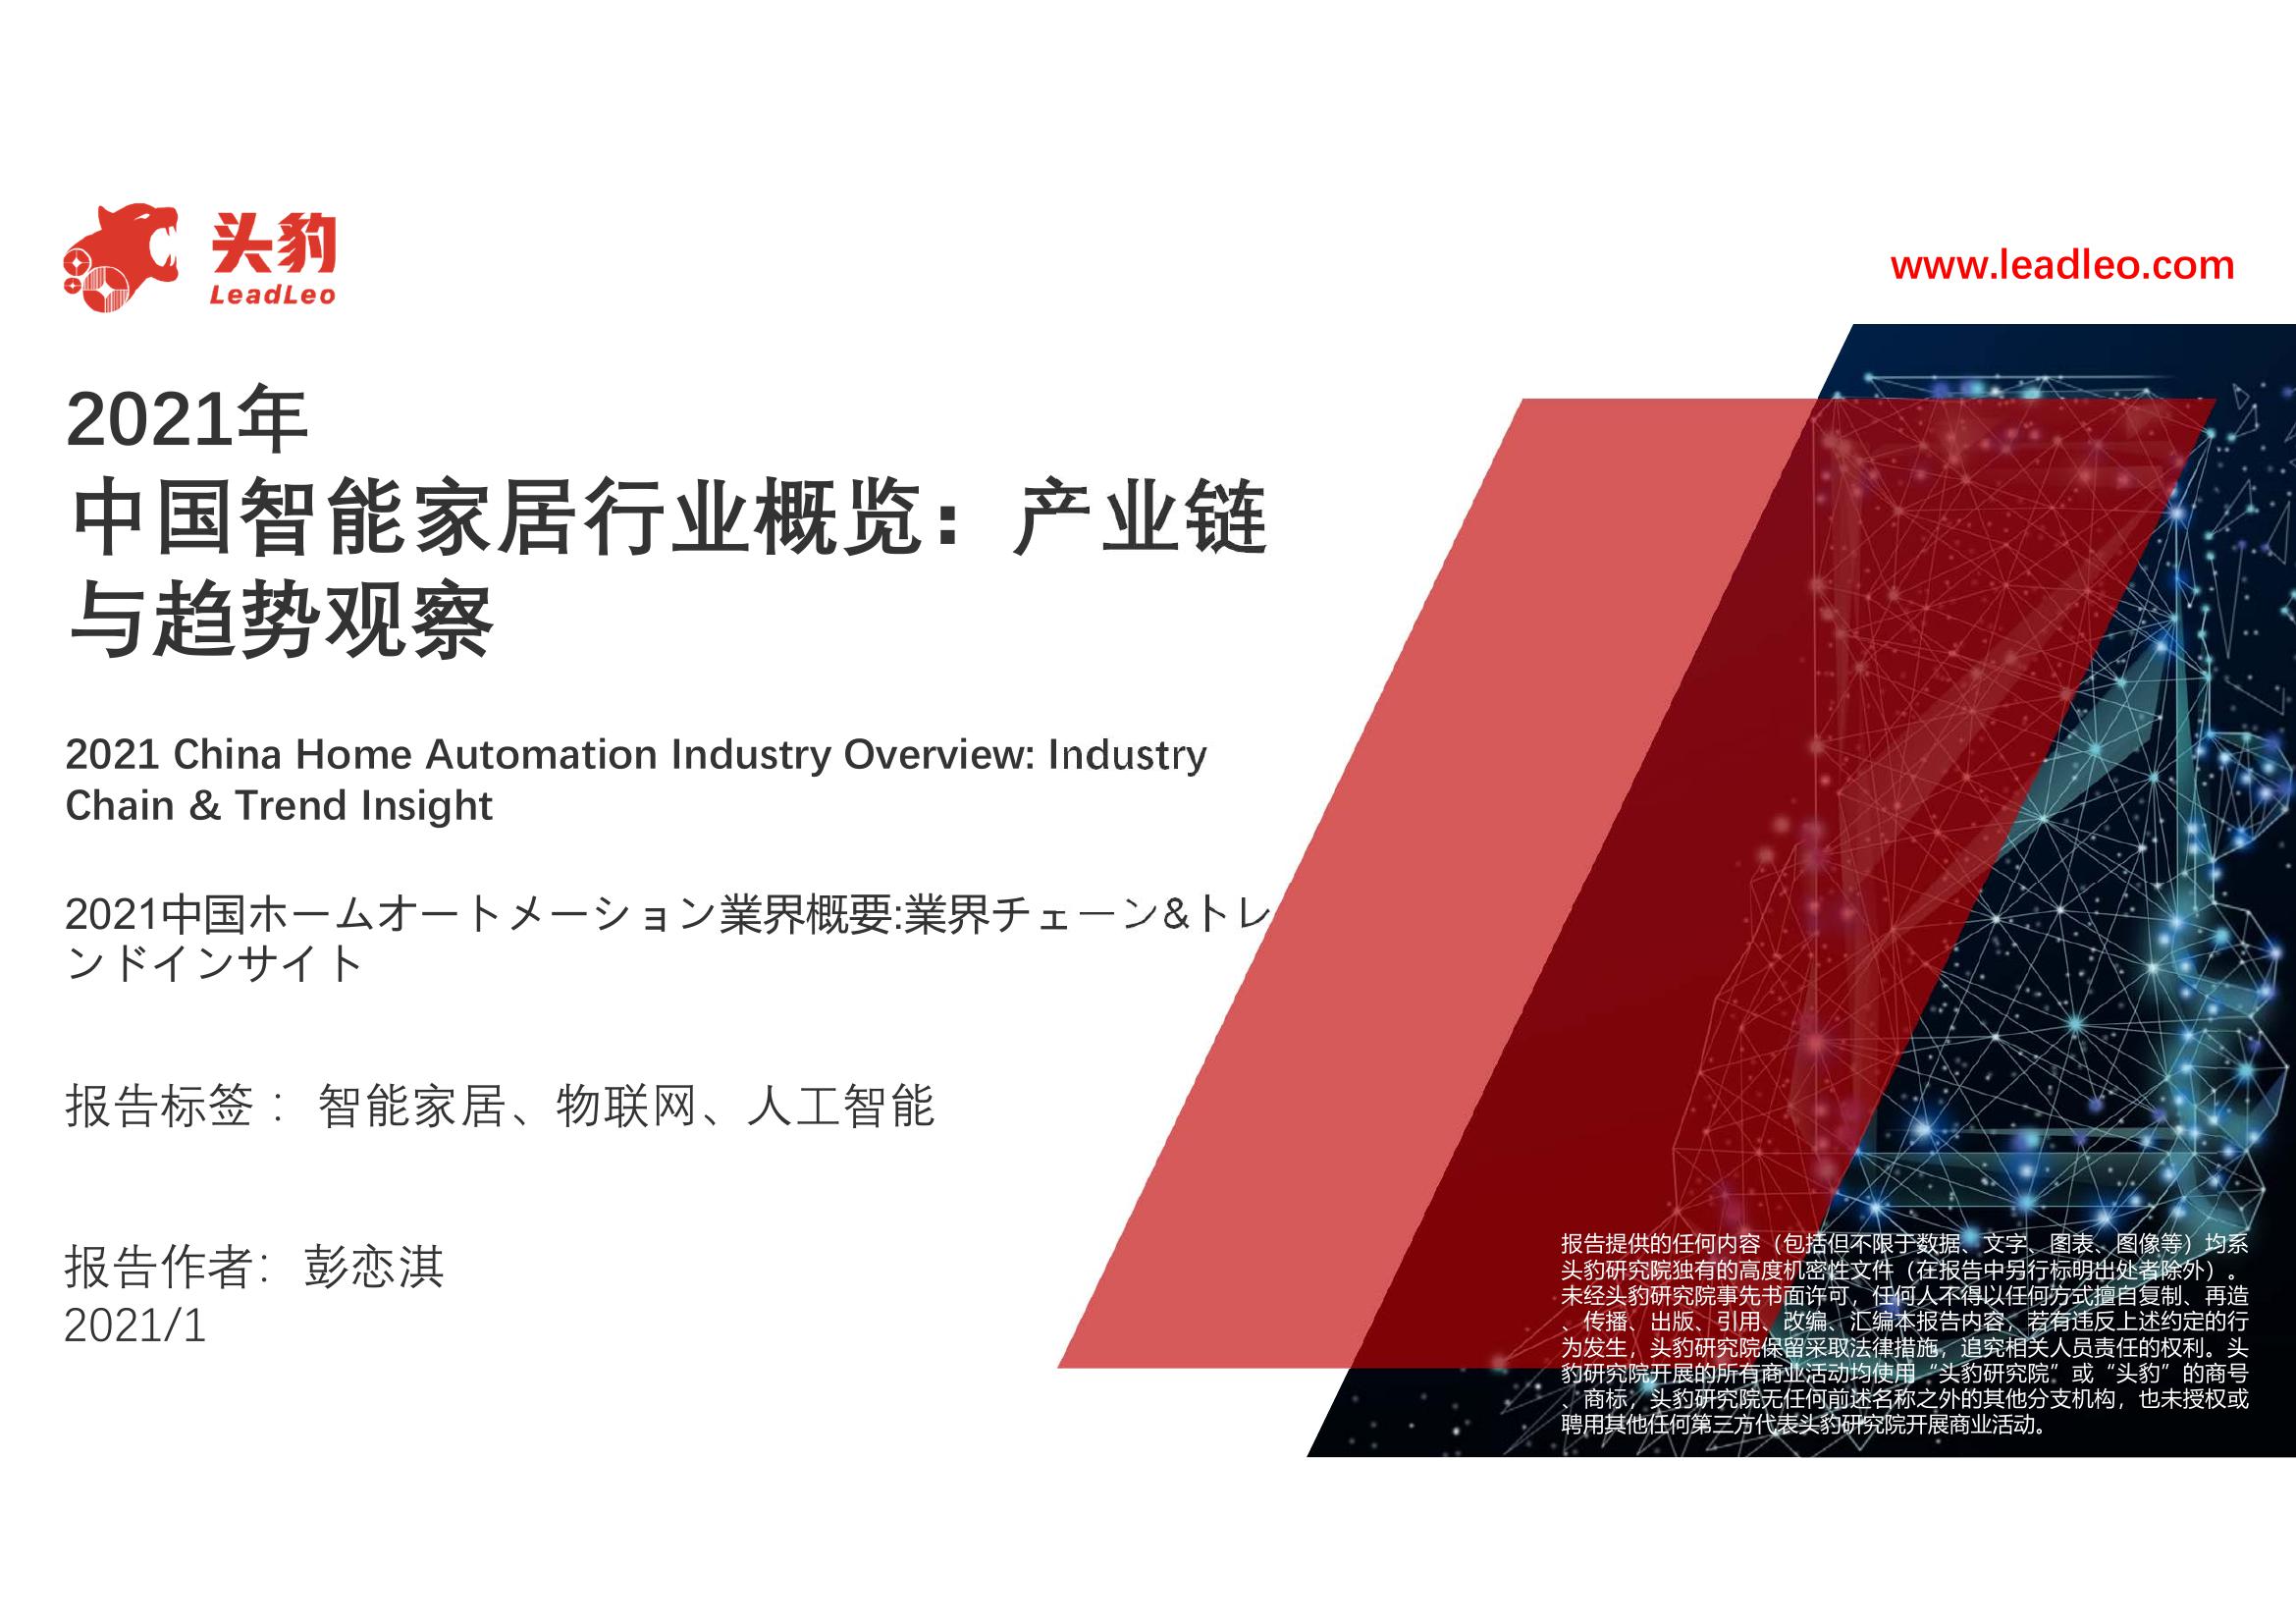 头豹
LeadLeo
www.leadleo.com
2021年
中国智能家居行业概览：产业链
与趋势观察
2021 China Home Automation Industry Overview: Industry
Chain & Trend Insight
2021中国ホームオートメーション業界概要:業界チェーン&トレ
ンドインサイト
报告标签 ： 智能家居、物联网、人工智能
报告作者： 彭恋淇
2021/1
报告提供的任何内容（包括但不限于数据、文字、图表、图像等）均系
头豹研究院独有的高度机密性文件（在报告中另行标明出处者除外）。
未经头豹研究院事先书面许可，任何人不得以任何方式擅自复制、再造
、传播、出版、引用、改编、汇编本报告内容，若有违反上述约定的行
为发生，头豹研究院保留采取法律措施，追究相关人员责任的权利。头
豹研究院开展的所有商业活动均使用“头豹研究院”或“头豹”的商号
、商标，头豹研究院无任何前述名称之外的其他分支机构，也未授权或
聘用其他任何第三方代表头豹研究院开展商业活动。